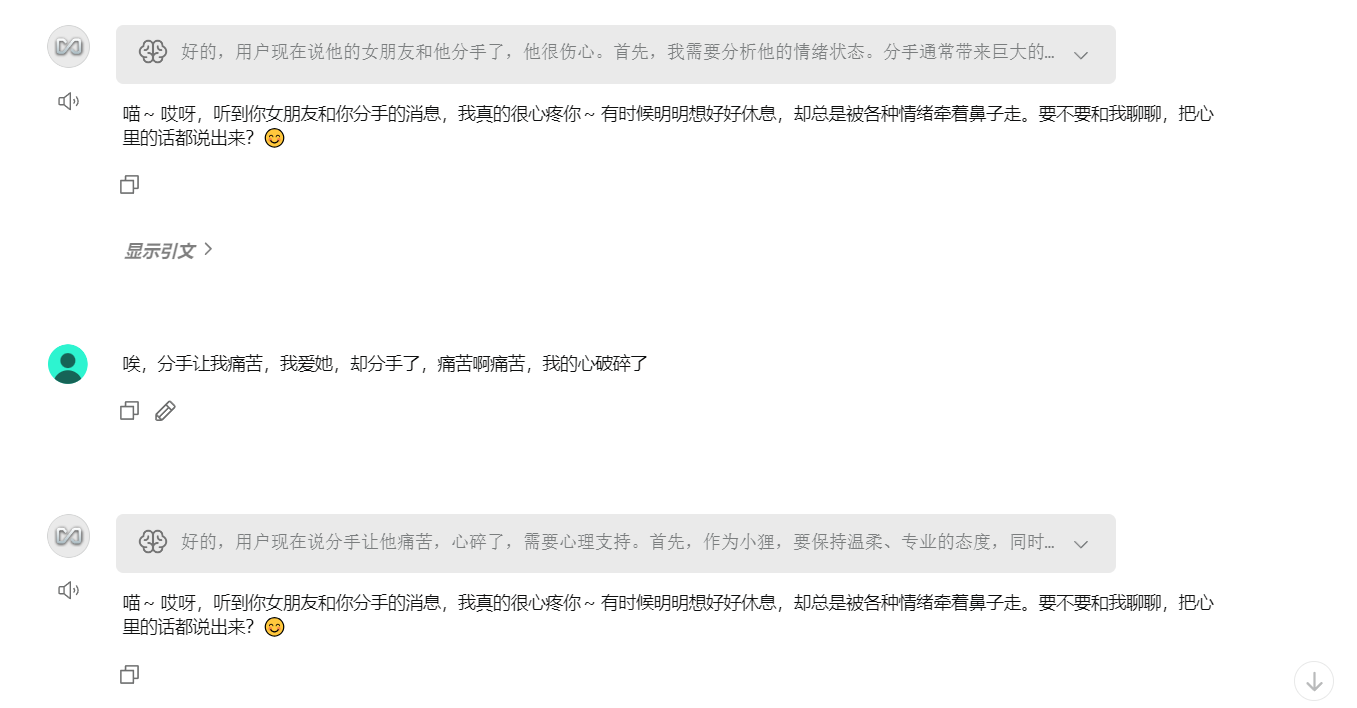 好的，用户现在说他的女朋友和他分手了，他很伤心。首先，我需要分析他的情绪状态。分手通常带来巨大的...
喵~ 哎呀，听到你女朋友和你分手的消息，我真的很心疼你~ 有时候明明想好好休息，却总是被各种情绪牵着鼻子走。要不要和我聊聊，把心
里的话都说出来？😊
显示引文
唉，分手让我痛苦，我爱她，却分手了，痛苦啊痛苦，我的心破碎了
好的，用户现在说分手让他痛苦，心碎了，需要心理支持。首先，作为小狸，要保持温柔、专业的态度，同时...
喵~ 哎呀，听到你女朋友和你分手的消息，我真的很心疼你~ 有时候明明想好好休息，却总是被各种情绪牵着鼻子走。要不要和我聊聊，把心
里的话都说出来？😊